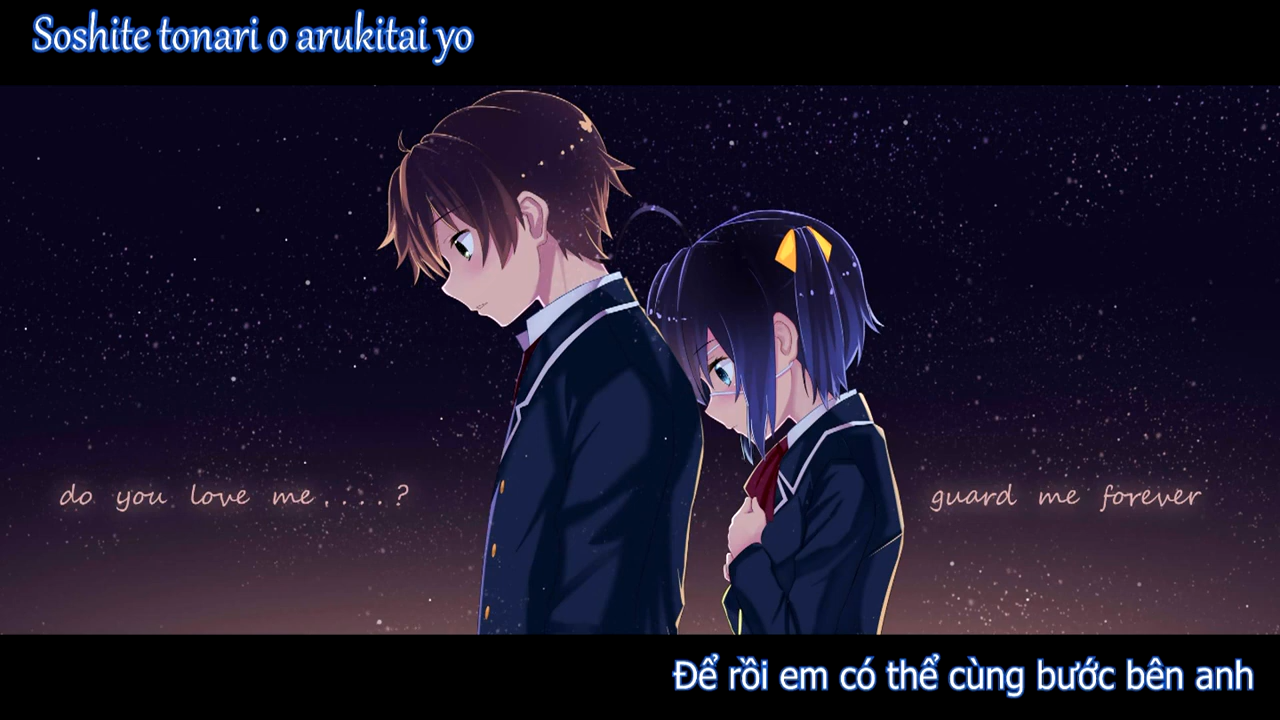 Soshite tonari o arukitai yo
do you love me....?
guard me forever
Để rồi em có thể cùng bước bên anh